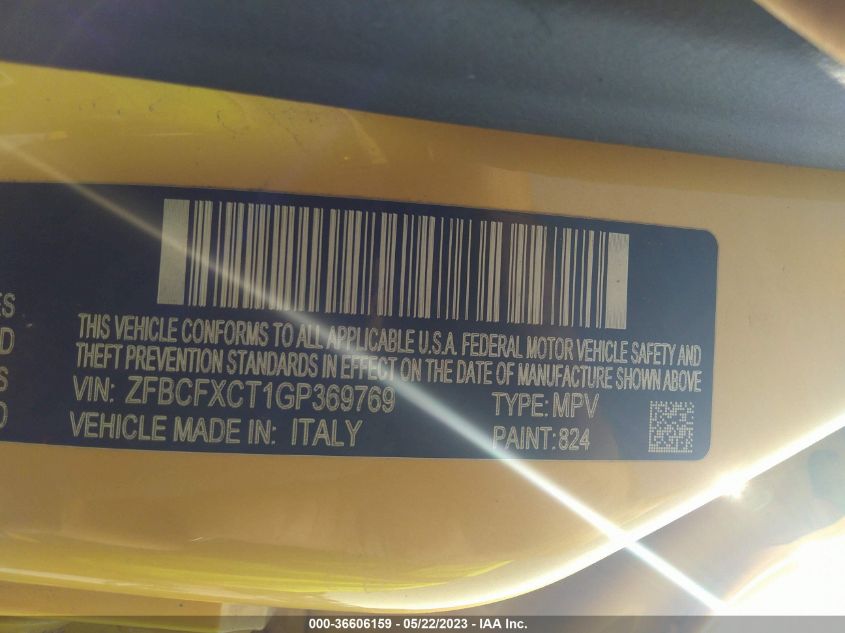 ES
D
S
THIS VEHICLE CONFORMS TO ALL APPLICABLE U.S.A. FEDERAL MOTOR VEHICLE SAFETY AND
THEFT PREVENTION STANDARDS IN EFFECT ON THE DATE OF MANUFACTURE SHOWN ABOVE
VIN: ZFBCFXCT1GP369769 TYPE: MPV
VEHICLE MADE IN: ITALY PAINT: 824
000-36606159 - 05/22/2023 - IAA Inc.